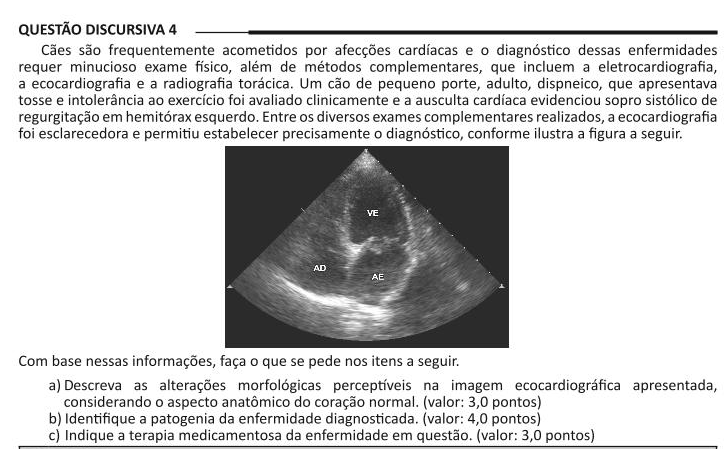 QUESTÃO DISCURSIVA 4
Cães são frequentemente acometidos por afecções cardíacas e o diagnóstico dessas enfermidades
requer minucioso exame físico, além de métodos complementares, que incluem a eletrocardiografia,
a ecocardiografia e a radiografia torácica. Um cão de pequeno porte, adulto, dispneico, que apresentava
tosse e intolerância ao exercício foi avaliado clinicamente e a ausculta cardíaca evidenciou sopro sistólico de
regurgitação em hemitórax esquerdo. Entre os diversos exames complementares realizados, a ecocardiografia
foi esclarecedora e permitiu estabelecer precisamente o diagnóstico, conforme ilustra a figura a seguir.
VE
AD
AE
Com base nessas informações, faça o que se pede nos itens a seguir.
a) Descreva as alterações morfológicas perceptíveis na imagem ecocardiográfica apresentada,
considerando o aspecto anatômico do coração normal. (valor: 3,0 pontos)
b) Identifique a patogenia da enfermidade diagnosticada. (valor: 4,0 pontos)
c) Indique a terapia medicamentosa da enfermidade em questão. (valor: 3,0 pontos)